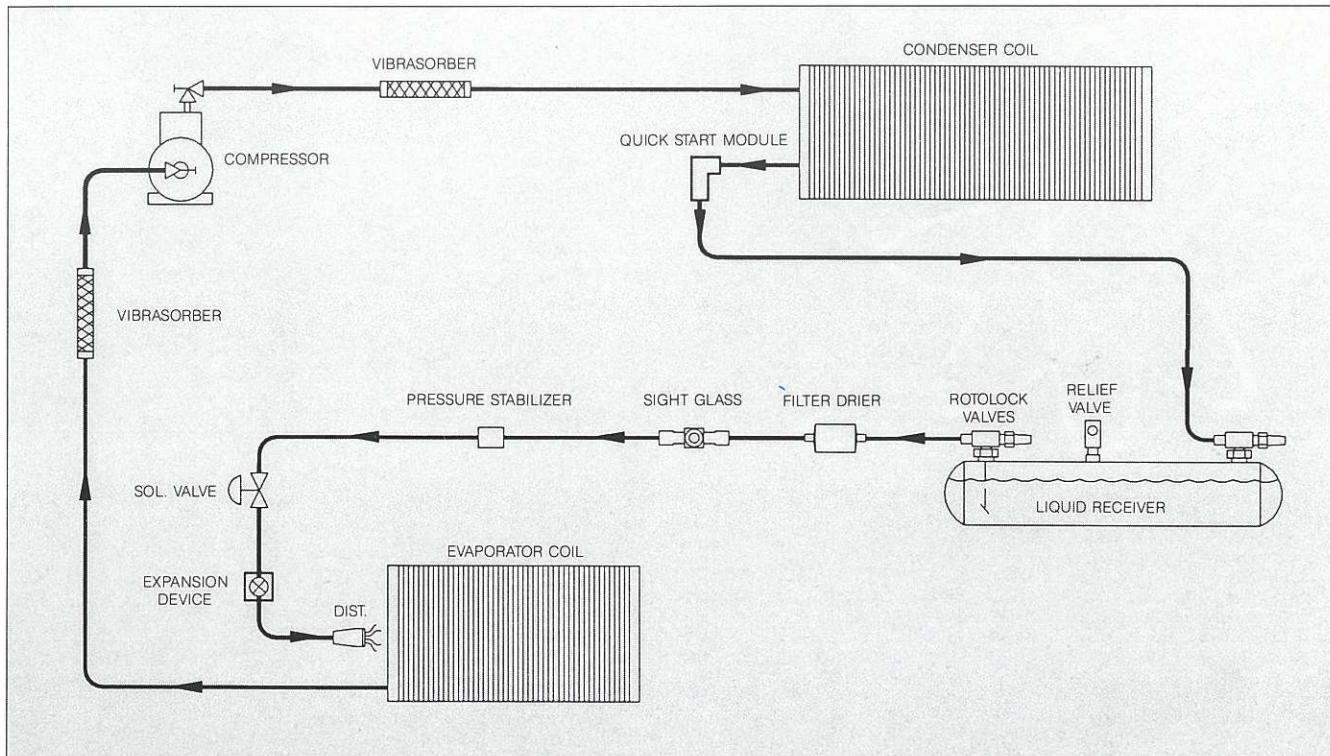 VIBRASORBER
CONDENSER COIL
QUICK START MODULE
COMPRESSOR
VIBRASORBER
PRESSURE STABILIZER
SIGHT GLASS
FILTER DRIER
ROTOLOCK
VALVES
RELIEF
VALVE
SOL. VALVE
LIQUID RECEIVER
EVAPORATOR COIL
EXPANSION
DEVICE
DIST.